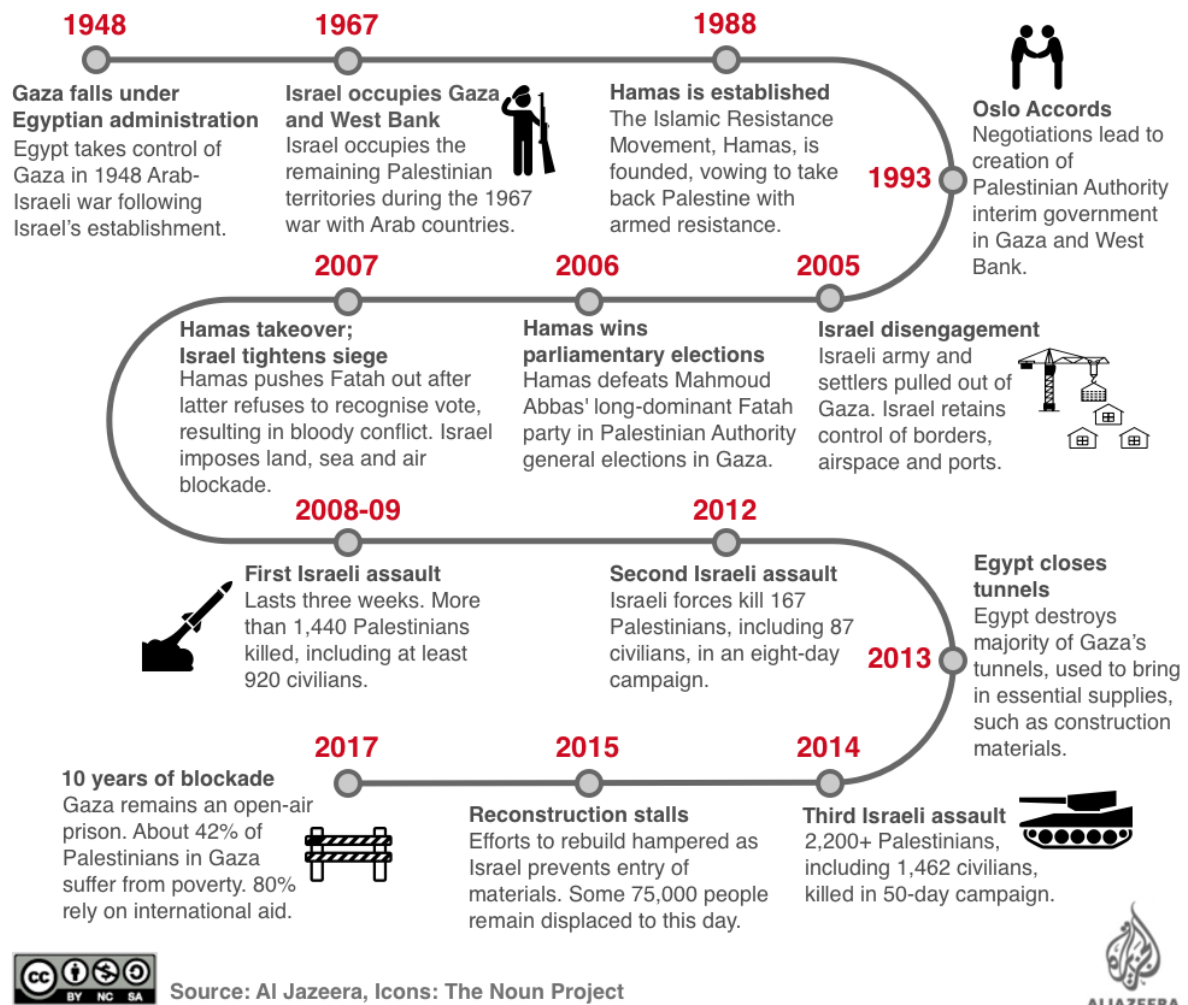 1948
Gaza falls under
Egyptian administration
Egypt takes control of
Gaza in 1948 Arab-
Israeli war following
Israel's establishment.
1967
Israel occupies Gaza
and West Bank
Israel occupies the
remaining Palestinian
territories during the 1967
war with Arab countries.
1988
Hamas is established
The Islamic Resistance
Movement, Hamas, is
founded, vowing to take
back Palestine with
armed resistance.
1993
Oslo Accords
Negotiations lead to
creation of
Palestinian Authority
interim government
in Gaza and West
Bank.
2005
Israel disengagement
Israeli army and
settlers pulled out of
Gaza. Israel retains
control of borders,
airspace and ports.
2006
Hamas wins
parliamentary elections
Hamas defeats Mahmoud
Abbas' long-dominant Fatah
party in Palestinian Authority
general elections in Gaza.
2007
Hamas takeover;
Israel tightens siege
Hamas pushes Fatah out after
latter refuses to recognise vote,
resulting in bloody conflict. Israel
imposes land, sea and air
blockade.
2008-09
First Israeli assault
Lasts three weeks. More
than 1,440 Palestinians
killed, including at least
920 civilians.
2012
Second Israeli assault
Israeli forces kill 167
Palestinians, including 87
civilians, in an eight-day
campaign.
2013
Egypt closes
tunnels
Egypt destroys
majority of Gaza's
tunnels, used to bring
in essential supplies,
such as construction
materials.
2014
Third Israeli assault
2,200+ Palestinians,
including 1,462 civilians,
killed in 50-day campaign.
2015
Reconstruction stalls
Efforts to rebuild hampered as
Israel prevents entry of
materials. Some 75,000 people
remain displaced to this day.
2017
10 years of blockade
Gaza remains an open-air
prison. About 42% of
Palestinians in Gaza
suffer from poverty. 80%
rely on international aid.
cc
BY NC SA
Source: Al Jazeera, Icons: The Noun Project
ALJAZEERA